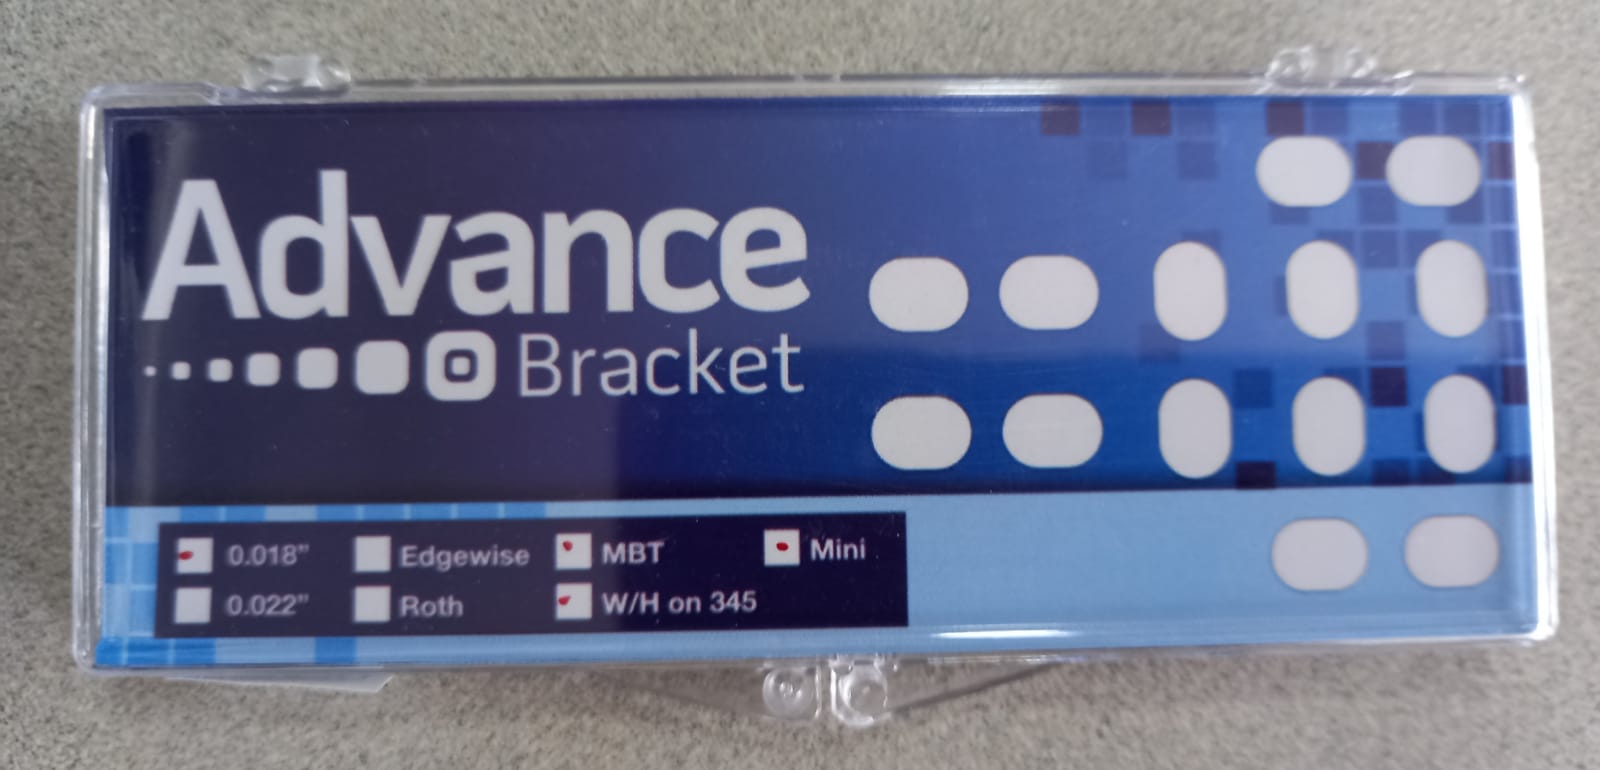 Advance
Bracket
0.018” Edgewise MBT Mini
0.022” Roth W/H on 345